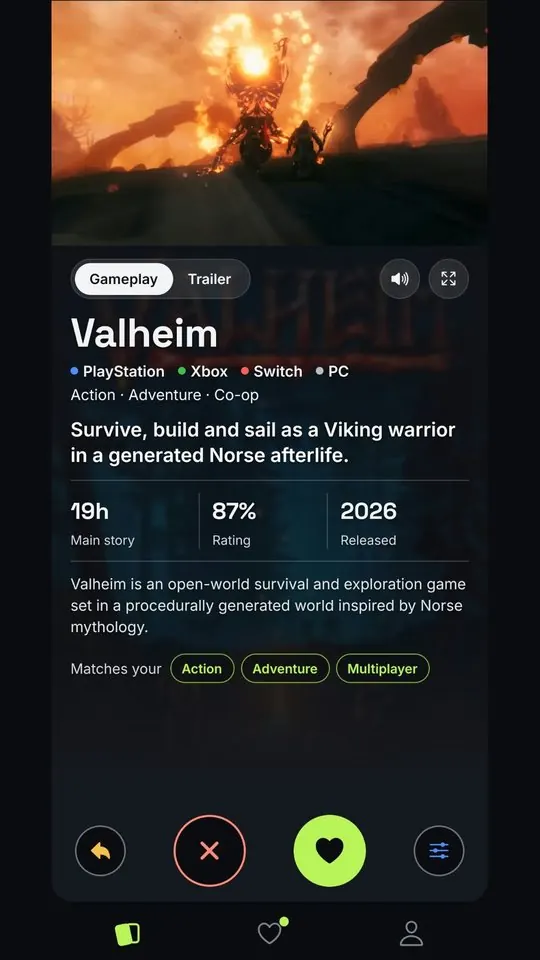 Gameplay Trailer
Valheim
PlayStation Xbox Switch PC
Action · Adventure · Co-op
Survive, build and sail as a Viking warrior
in a generated Norse afterlife.
19h 87% 2026
Main story Rating Released
Valheim is an open-world survival and exploration game
set in a procedurally generated world inspired by Norse
mythology.
Matches your Action Adventure Multiplayer